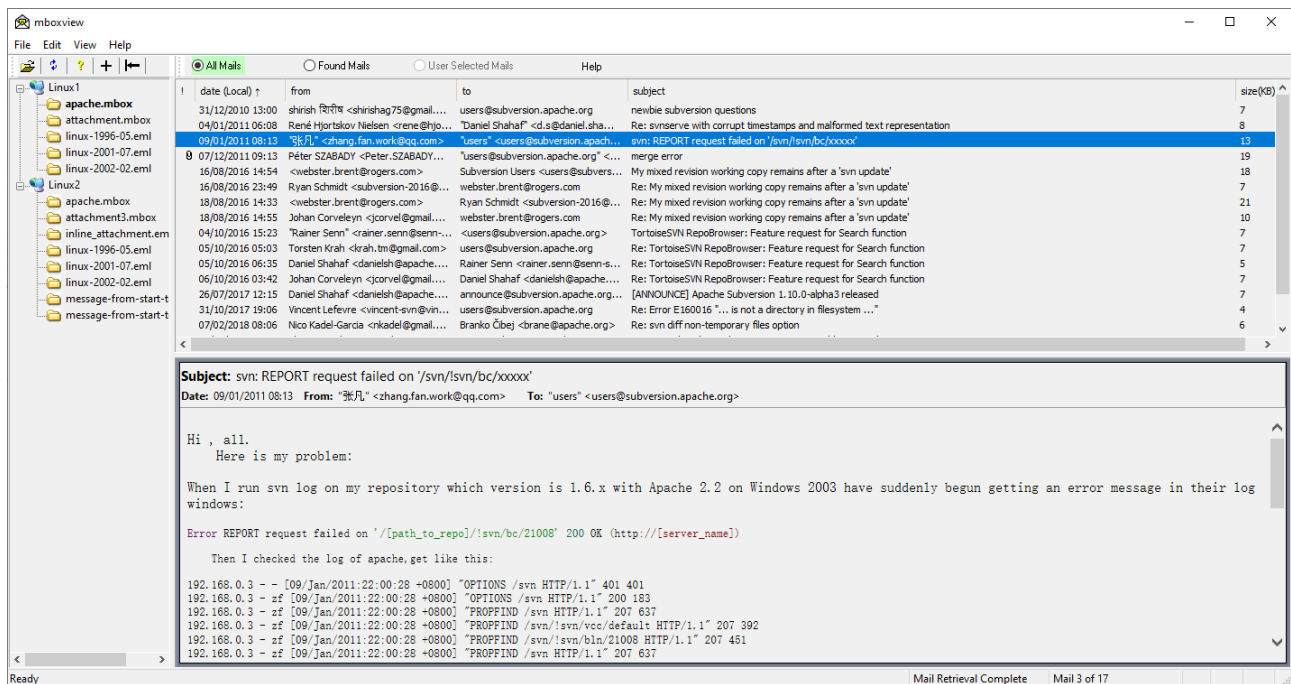 mboxview
File Edit View Help
All Mails Found Mails User Selected Mails Help
Linux1
apache.mbox
attachment.mbox
linux-1996-05.eml
linux-2001-07.eml
linux-2002-02.eml
Linux2
apache.mbox
attachment3.mbox
inline_attachment.em
linux-1996-05.eml
linux-2001-07.eml
linux-2002-02.eml
message-from-start-t
message-from-start-t
! date (Local) ↑ from to subject size(KB)
31/12/2010 13:00 shirish शिरीष <shirishag75@gmail.... users@subversion.apache.org newbie subversion questions 7
04/01/2011 06:08 René Hjortskov Nielsen <rene@hjo... "Daniel Shahaf" <d.s@daniel.sha... Re: svnserve with corrupt timestamps and malformed text representation 8
09/01/2011 08:13 "张凡" <zhang.fan.work@qq.com> "users" <users@subversion.apach... svn: REPORT request failed on '/svn/!svn/bc/xxxxx' 13
07/12/2011 09:13 Péter SZABADY <Peter.SZABADY... "users@subversion.apache.org" <... merge error 19
16/08/2016 14:54 <webster.brent@rogers.com> Subversion Users <users@subvers... My mixed revision working copy remains after a 'svn update' 18
16/08/2016 23:49 Ryan Schmidt <subversion-2016@... webster.brent@rogers.com Re: My mixed revision working copy remains after a 'svn update' 7
18/08/2016 14:33 <webster.brent@rogers.com> Ryan Schmidt <subversion-2016@... Re: My mixed revision working copy remains after a 'svn update' 21
18/08/2016 14:55 Johan Corveleyn <jcorvel@gmail.... webster.brent@rogers.com Re: My mixed revision working copy remains after a 'svn update' 10
04/10/2016 15:23 "Rainer Senn" <rainer.senn@senn-... <users@subversion.apache.org> TortoiseSVN RepoBrowser: Feature request for Search function 7
05/10/2016 05:03 Torsten Krah <krah.tm@gmail.com> users@subversion.apache.org Re: TortoiseSVN RepoBrowser: Feature request for Search function 7
05/10/2016 06:35 Daniel Shahaf <danielsh@apache.... Rainer Senn <rainer.senn@senn-s... Re: TortoiseSVN RepoBrowser: Feature request for Search function 5
06/10/2016 03:42 Johan Corveleyn <jcorvel@gmail.... Daniel Shahaf <danielsh@apache.... Re: TortoiseSVN RepoBrowser: Feature request for Search function 7
26/07/2017 12:15 Daniel Shahaf <danielsh@apache.... announce@subversion.apache.org... [ANNOUNCE] Apache Subversion 1.10.0-alpha3 released 7
31/10/2017 19:06 Vincent Lefevre <vincent-svn@vin... users@subversion.apache.org Re: Error E160016 "... is not a directory in filesystem ..." 4
07/02/2018 08:06 Nico Kadel-Garcia <nkadel@gmail.... Branko Čibej <brane@apache.org> Re: svn diff non-temporary files option 6
Subject: svn: REPORT request failed on '/svn/!svn/bc/xxxxx'
Date: 09/01/2011 08:13 From: "张凡" <zhang.fan.work@qq.com> To: "users" <users@subversion.apache.org>
Hi , all.
Here is my problem:
When I run svn log on my repository which version is 1.6.x with Apache 2.2 on Windows 2003 have suddenly begun getting an error message in their log
windows:
Error REPORT request failed on '/[path_to_repo]/!svn/bc/21008' 200 OK (http://[server_name])
Then I checked the log of apache,get like this:
192.168.0.3 - - [09/Jan/2011:22:00:28 +0800] "OPTIONS /svn HTTP/1.1" 401 401
192.168.0.3 - zf [09/Jan/2011:22:00:28 +0800] "OPTIONS /svn HTTP/1.1" 200 183
192.168.0.3 - zf [09/Jan/2011:22:00:28 +0800] "PROPFIND /svn HTTP/1.1" 207 637
192.168.0.3 - zf [09/Jan/2011:22:00:28 +0800] "PROPFIND /svn/!svn/vcc/default HTTP/1.1" 207 392
192.168.0.3 - zf [09/Jan/2011:22:00:28 +0800] "PROPFIND /svn/!svn/bln/21008 HTTP/1.1" 207 451
192.168.0.3 - zf [09/Jan/2011:22:00:28 +0800] "PROPFIND /svn HTTP/1.1" 207 637
Ready Mail Retrieval Complete Mail 3 of 17